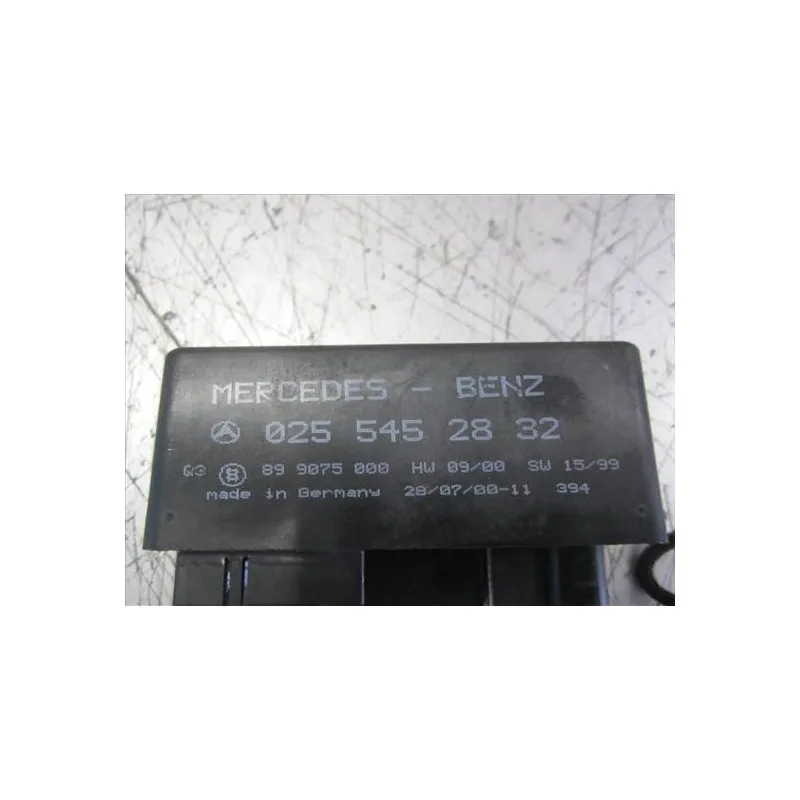 MERCEDES - BENZ
025 545 28 32
Q3 B 89 9075 000 HW 09/00 SW 15/99
made in Germany 28/07/00-11 394